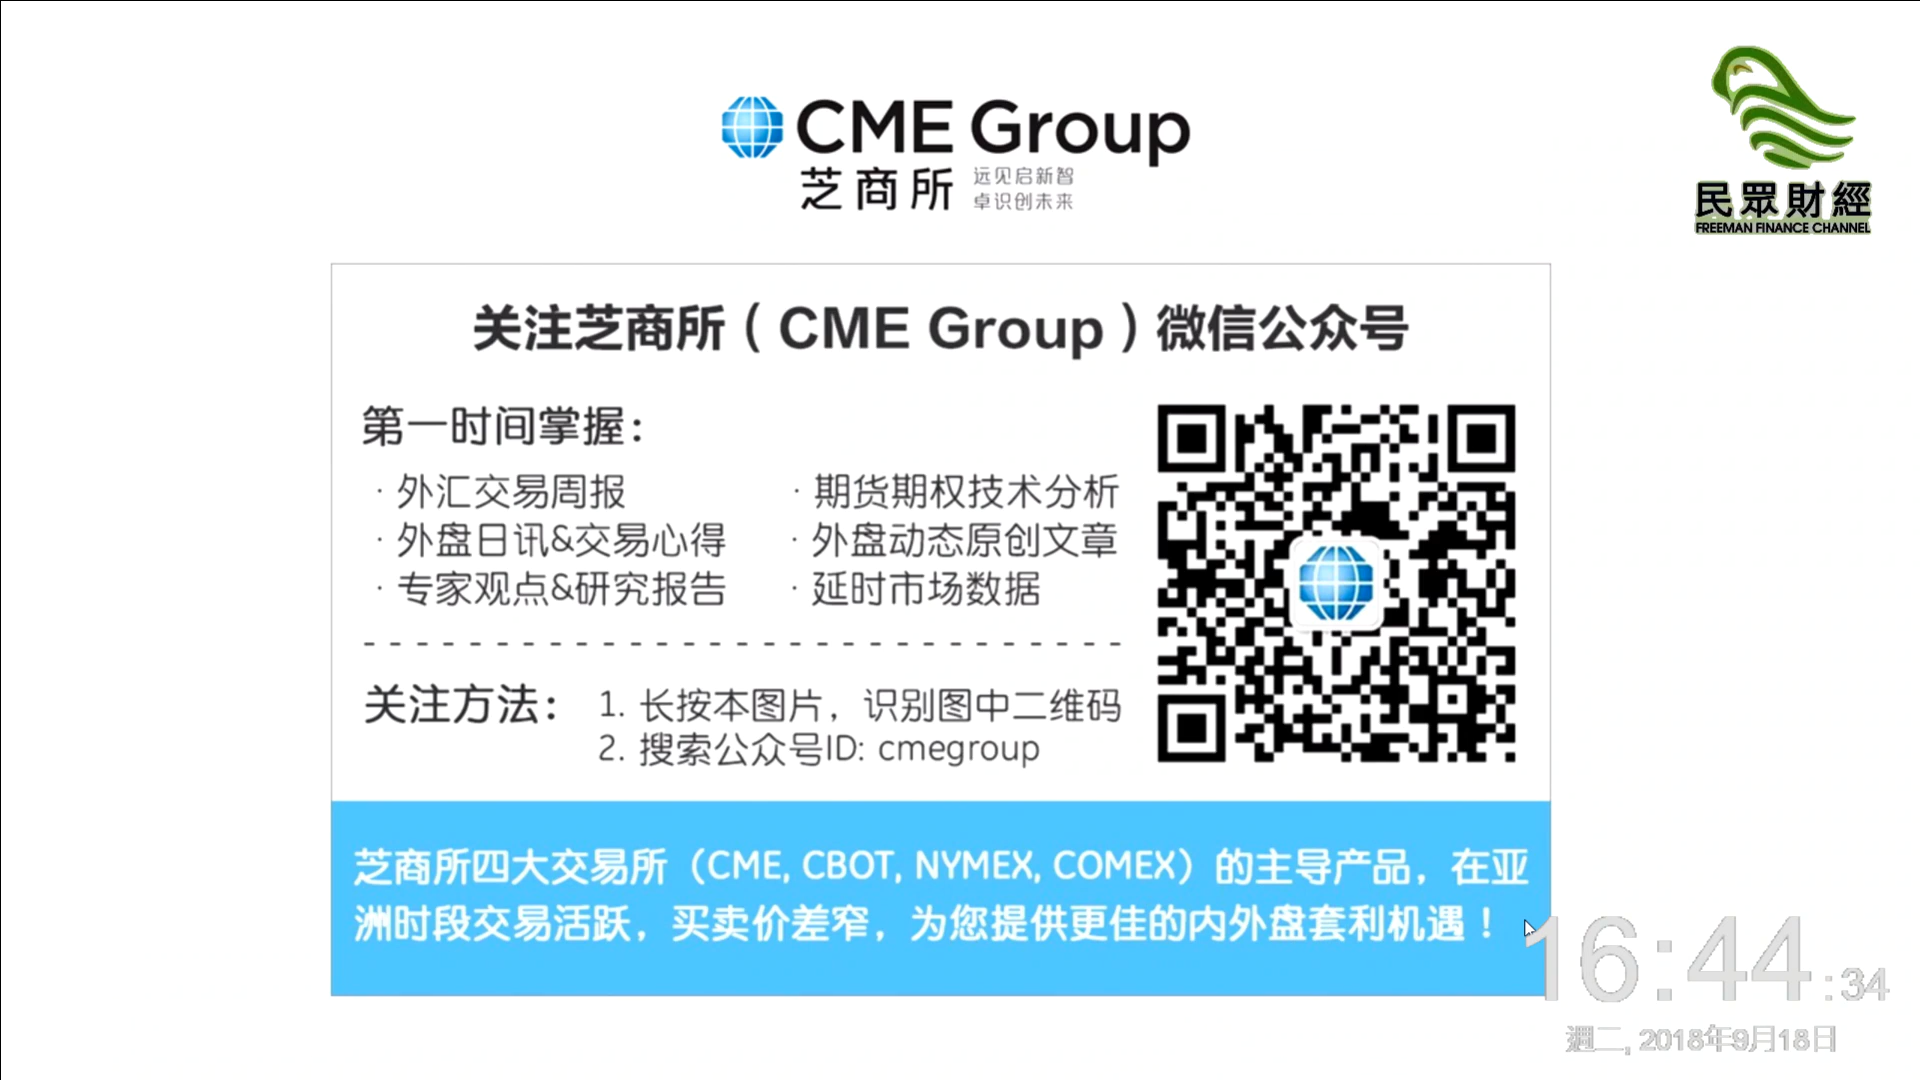 CME Group
芝商所
远见启新智
卓识创未来
民眾財經
FREEMAN FINANCE CHANNEL
关注芝商所（CME Group）微信公众号
第一时间掌握：
· 外汇交易周报
· 期货期权技术分析
· 外盘日讯&交易心得
· 外盘动态原创文章
· 专家观点&研究报告
· 延时市场数据
关注方法：
1. 长按本图片，识别图中二维码
2. 搜索公众号ID: cmegroup
芝商所四大交易所（CME, CBOT, NYMEX, COMEX）的主导产品，在亚
洲时段交易活跃，买卖价差窄，为您提供更佳的内外盘套利机遇！
16:44:34
週二, 2018年9月18日